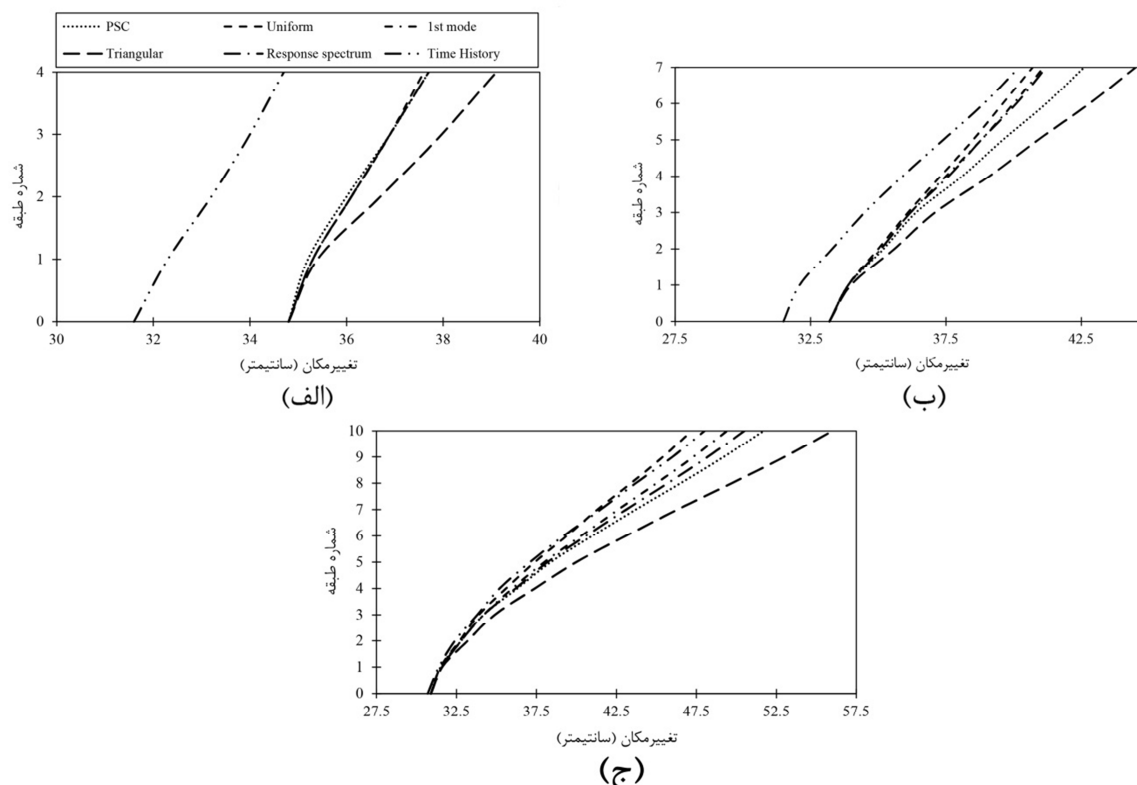 PSC Uniform 1st mode
Triangular Response spectrum Time History
4
3
2
1
0
شماره طبقه
30 32 34 36 38 40
تغییرمکان (سانتیمتر)
(الف)
7
6
5
4
3
2
1
0
شماره طبقه
27.5 32.5 37.5 42.5
تغییرمکان (سانتیمتر)
(ب)
10
9
8
7
6
5
4
3
2
1
0
شماره طبقه
27.5 32.5 37.5 42.5 47.5 52.5 57.5
تغییرمکان (سانتیمتر)
(ج)